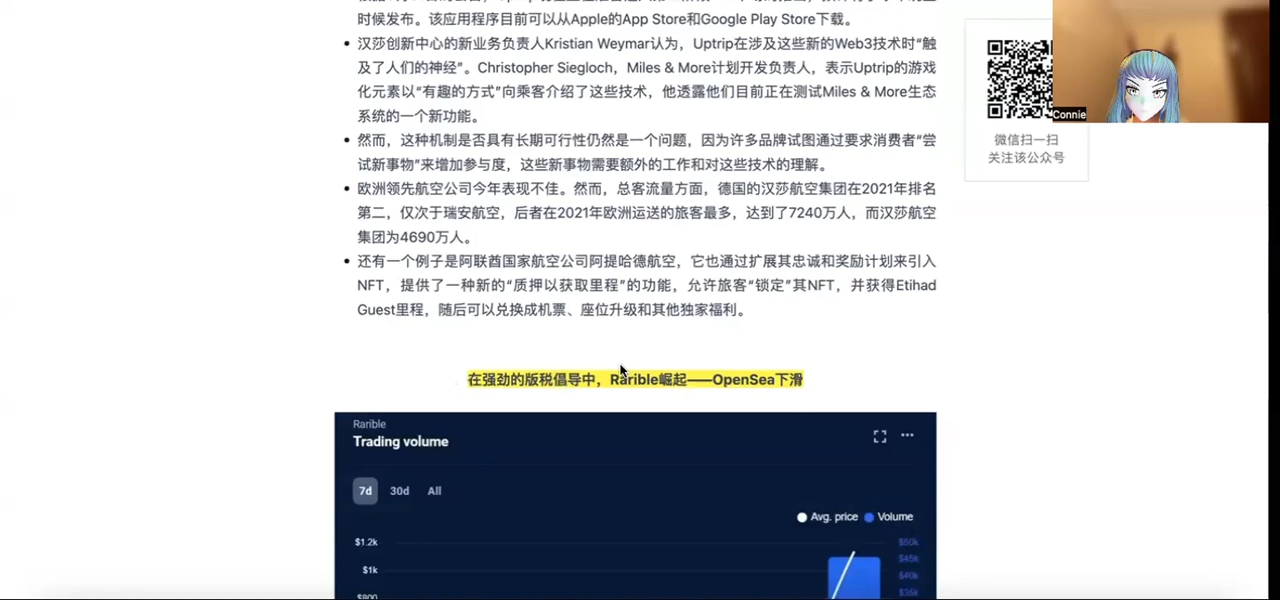 时候发布。该应用程序目前可以从Apple的App Store和Google Play Store下载。
• 汉莎创新中心的新业务负责人Kristian Weymar认为，Uptrip在涉及这些新的Web3技术时“触
及了人们的神经”。Christopher Siegloch，Miles & More计划开发负责人，表示Uptrip的游戏
化元素以“有趣的方式”向乘客介绍了这些技术，他透露他们目前正在测试Miles & More生态
系统的一个新功能。
• 然而，这种机制是否具有长期可行性仍然是一个问题，因为许多品牌试图通过要求消费者“尝
试新事物”来增加参与度，这些新事物需要额外的工作和对这些技术的理解。
• 欧洲领先航空公司今年表现不佳。然而，总客流量方面，德国的汉莎航空集团在2021年排名
第二，仅次于瑞安航空，后者在2021年欧洲运送的旅客最多，达到了7240万人，而汉莎航空
集团为4690万人。
• 还有一个例子是阿联酋国家航空公司阿提哈德航空，它也通过扩展其忠诚和奖励计划来引入
NFT，提供了一种新的“质押以获取里程”的功能，允许旅客“锁定”其NFT，并获得Etihad
Guest里程，随后可以兑换成机票、座位升级和其他独家福利。
在强劲的版税倡导中，Rarible崛起——OpenSea下滑
Rarible
Trading volume
7d 30d All
Avg. price Volume
$1.2k $50k
$45k
$1k $40k
Connie
微信扫一扫
关注该公众号